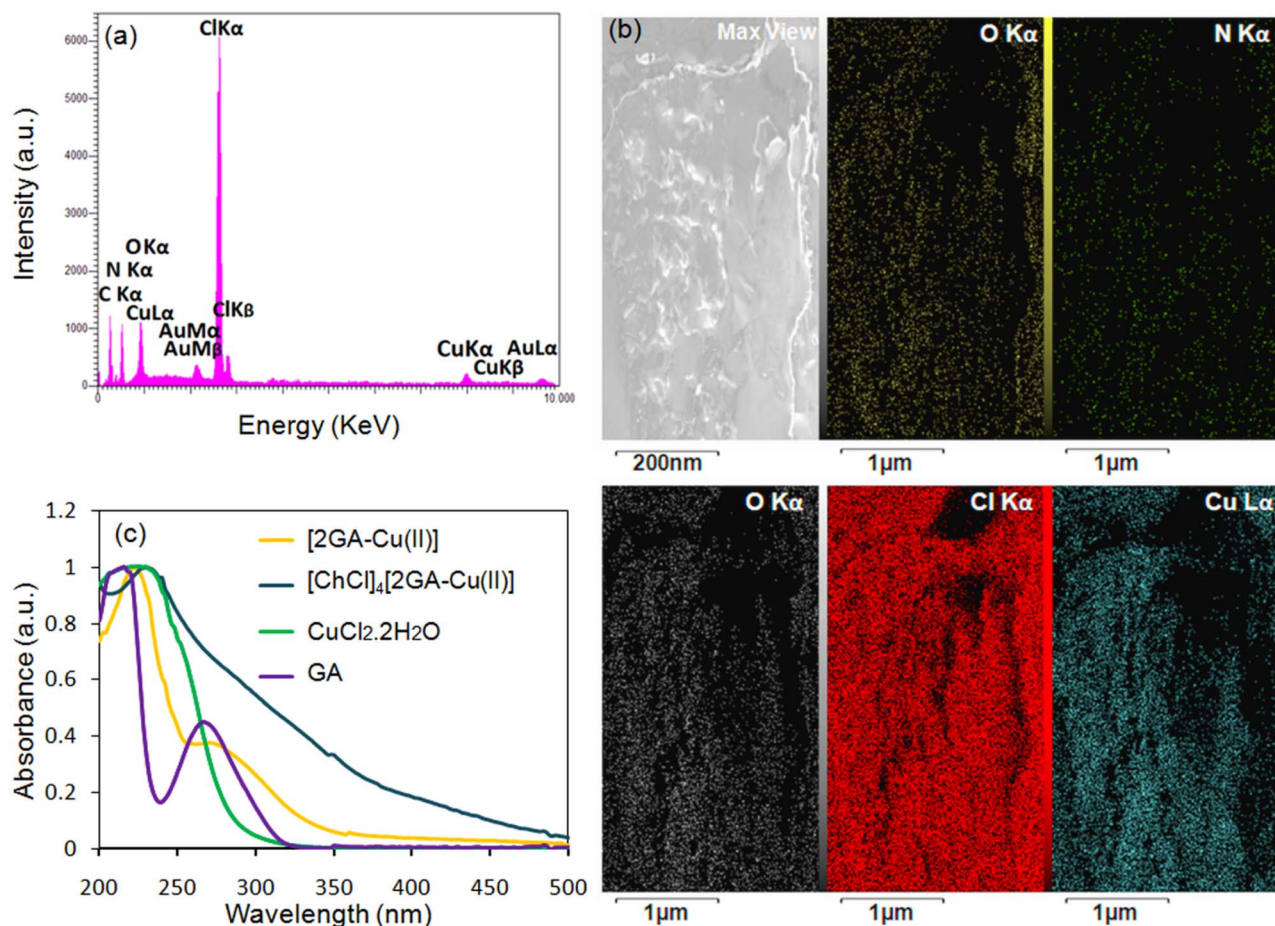 (a)
ClKα
6000
5000
4000
3000
2000
1000
0
Intensity (a.u.)
O Kα
N Kα
C Kα
CuLα
AuMα
AuMβ
ClKβ
CuKα
CuKβ
AuLα
0
10.000
Energy (KeV)
(b)
Max View
O Kα
N Kα
200nm
1µm
1µm
O Kα
Cl Kα
Cu Lα
1µm
1µm
1µm
(c)
1.2
1
0.8
0.6
0.4
0.2
0
Absorbance (a.u.)
[2GA-Cu(II)]
[ChCl]₄[2GA-Cu(II)]
CuCl₂.2H₂O
GA
200
250
300
350
400
450
500
Wavelength (nm)